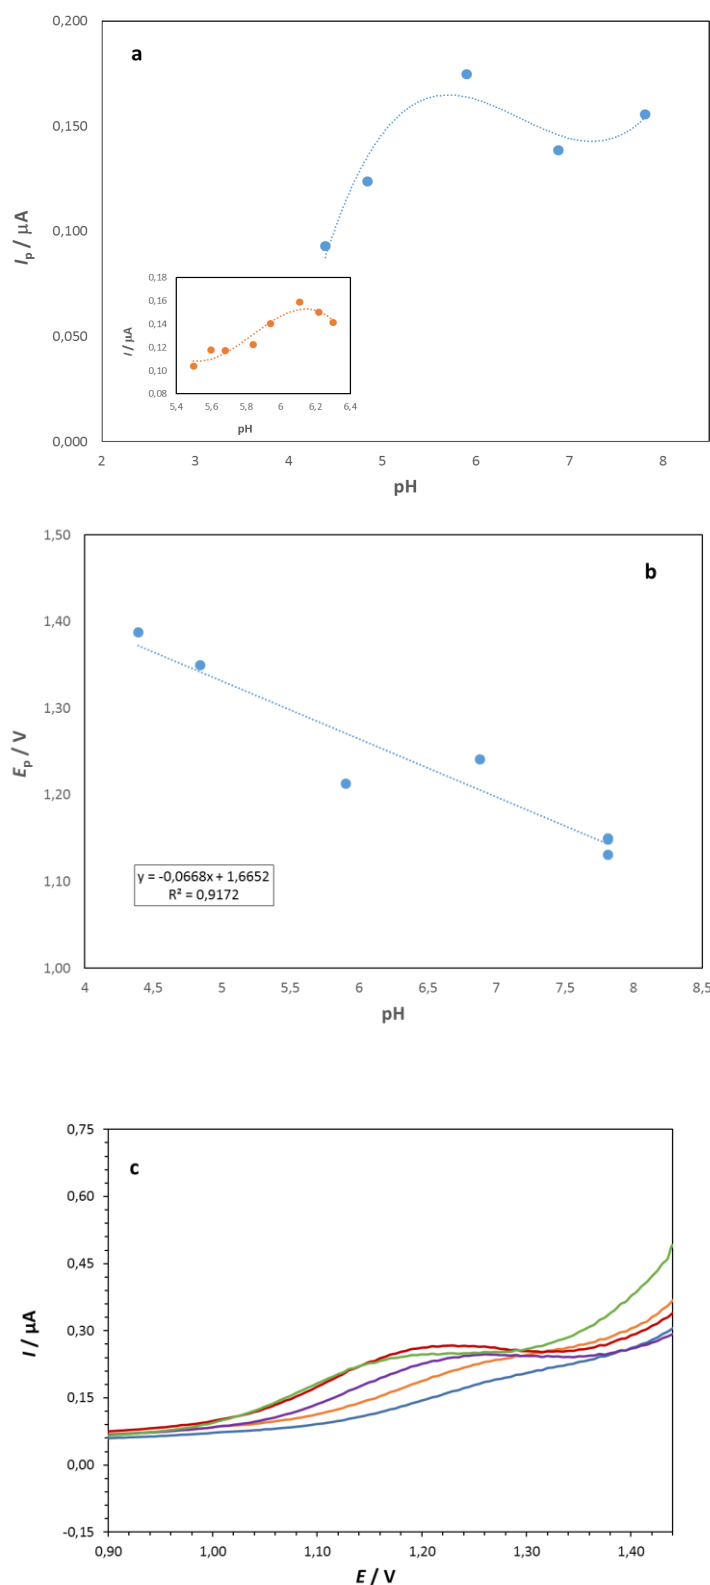 0,200
a
0,150
Ip / μA
0,100
0,050
0,000
2 3 4 5 6 7 8
pH
0,18
0,16
0,14
I / μA
0,12
0,10
0,08
5,4 5,6 5,8 6 6,2 6,4
pH
1,50
b
1,40
1,30
Ep / V
1,20
1,10
y = -0,0668x + 1,6652
R² = 0,9172
1,00
4 4,5 5 5,5 6 6,5 7 7,5 8 8,5
pH
0,75
c
0,60
0,45
I / μA
0,30
0,15
0,00
-0,15
0,90 1,00 1,10 1,20 1,30 1,40
E / V